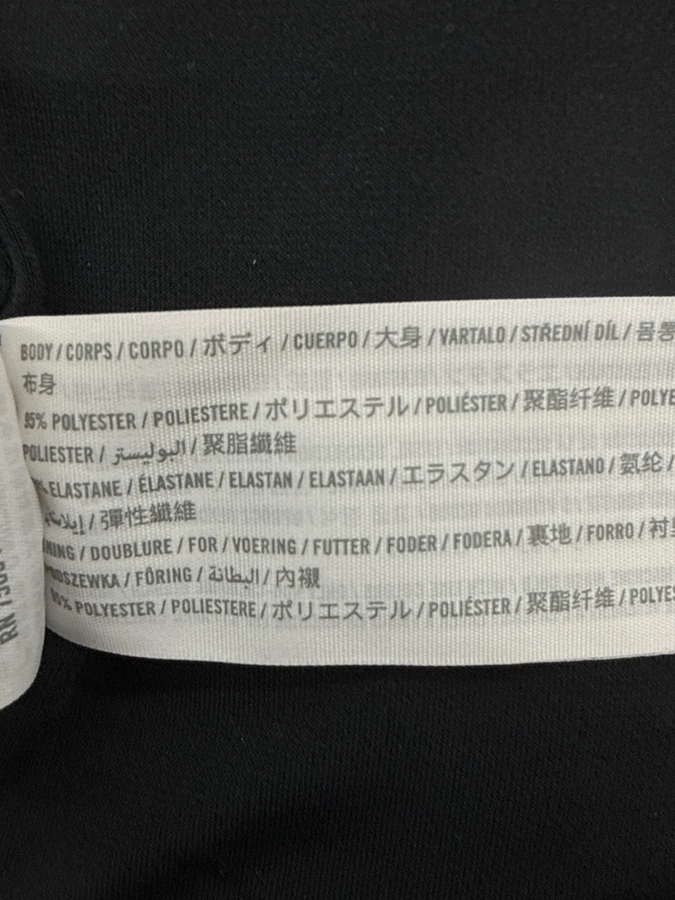 BODY / CORPS / CORPO / ボディ / CUERPO / 大身 / VARTALO / STŘEDNÍ DÍL / 몸통
布身
95% POLYESTER / POLIESTERE / ポリエステル / POLIÉSTER / 聚酯纤维 /
POLIESTER / البوليستر / 聚脂纖維
ELASTANE / ÉLASTANE / ELASTAN / ELASTAAN / エラスタン / ELASTANO / 氨纶 /
/ 彈性纖維
DOUBLURE / FOR / VOERING / FUTTER / FODER / FODERA / 裏地 / FORRO /
PODSZEWKA / FÔRING / البطانة / 內襯
POLYESTER / POLIESTERE / ポリエステル / POLIÉSTER / 聚酯纤维 /